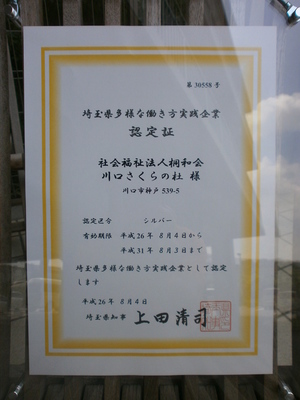 第 30558 号
埼玉県多様な働き方実践企業
認定証
社会福祉法人桐和会
川口さくらの杜 様
川口市神戸 539-5
認定区分 シルバー
有効期限 平成26年 8月4日から
平成31年 8月3日まで
埼玉県多様な働き方実践企業として認定
します
平成26年 8月4日
埼玉県知事 上田清司